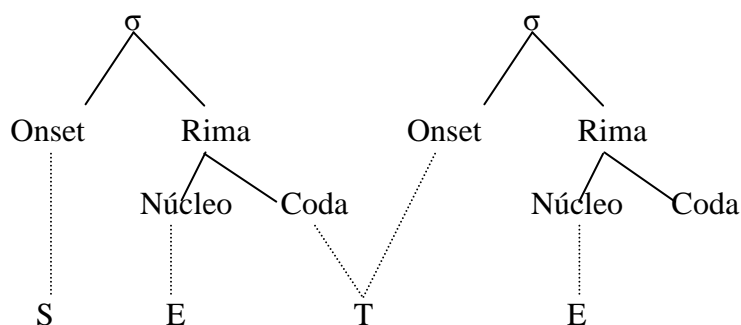 σ σ
Onset Rima Onset Rima
Núcleo Coda Núcleo Coda
S E T E